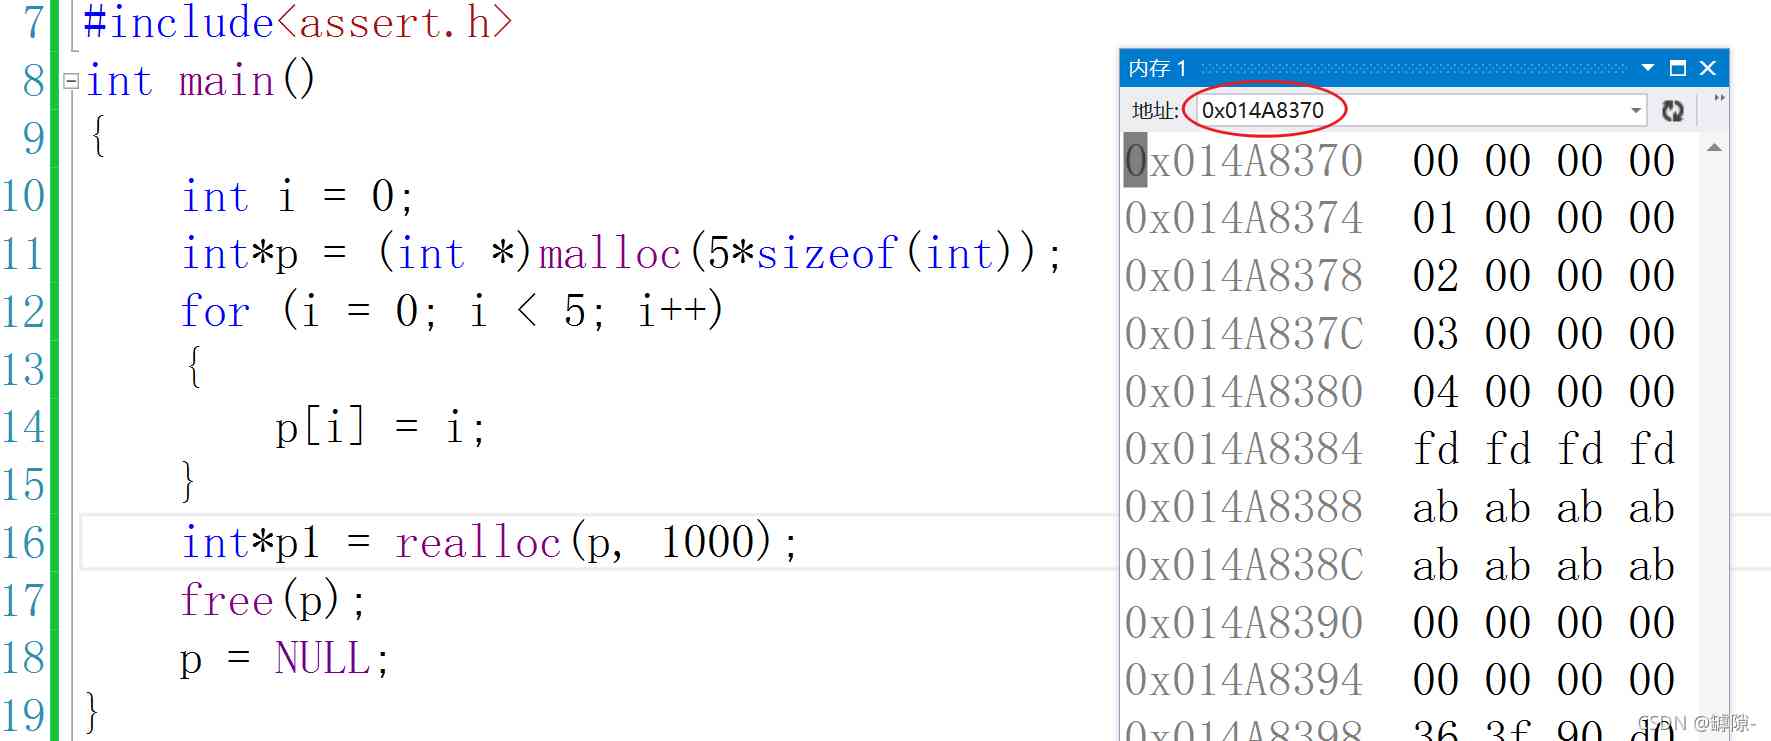 7 #include<assert.h>
8 int main()
9 {
10 int i = 0;
11 int*p = (int *)malloc(5*sizeof(int));
12 for (i = 0; i < 5; i++)
13 {
14 p[i] = i;
15 }
16 int*p1 = realloc(p, 1000);
17 free(p);
18 p = NULL;
19 }
内存 1
地址: 0x014A8370
0x014A8370 00 00 00 00
0x014A8374 01 00 00 00
0x014A8378 02 00 00 00
0x014A837C 03 00 00 00
0x014A8380 04 00 00 00
0x014A8384 fd fd fd fd
0x014A8388 ab ab ab ab
0x014A838C ab ab ab ab
0x014A8390 00 00 00 00
0x014A8394 00 00 00 00
0x014A8398 36 3f 90 d0
CSDN @罅隙-